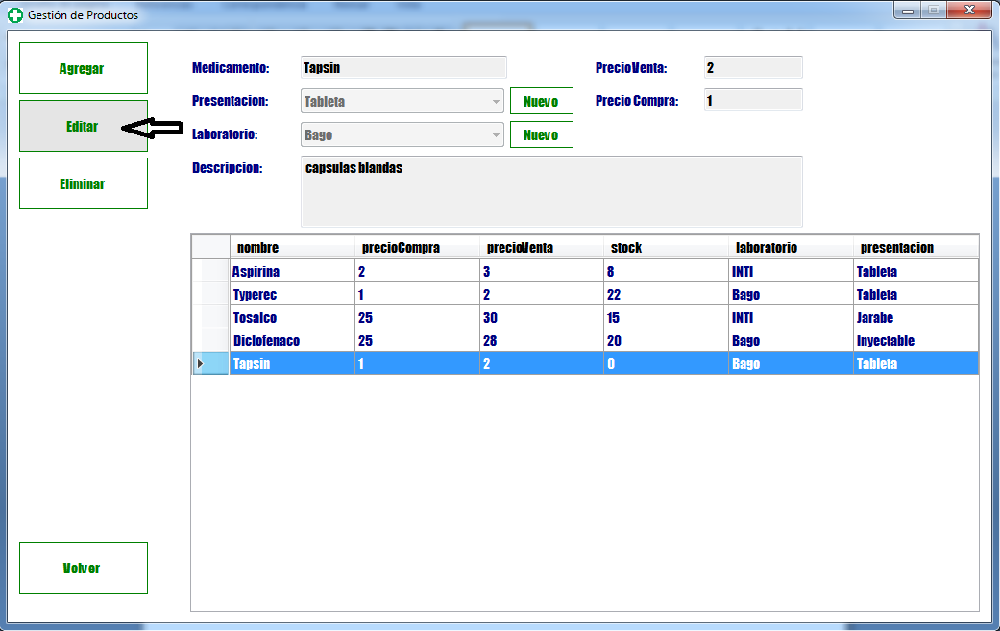 Gestión de Productos
Agregar
Editar
Eliminar
Volver
Medicamento: Tapsin
PrecioVenta: 2
Presentacion: Tableta Nuevo
Precio Compra: 1
Laboratorio: Bago Nuevo
Descripcion: capsulas blandas
nombre precioCompra precioVenta stock laboratorio presentacion
Aspirina 2 3 8 INTI Tableta
Typerec 1 2 22 Bago Tableta
Tosalco 25 30 15 INTI Jarabe
Diclofenaco 25 28 20 Bago Inyectable
Tapsin 1 2 0 Bago Tableta